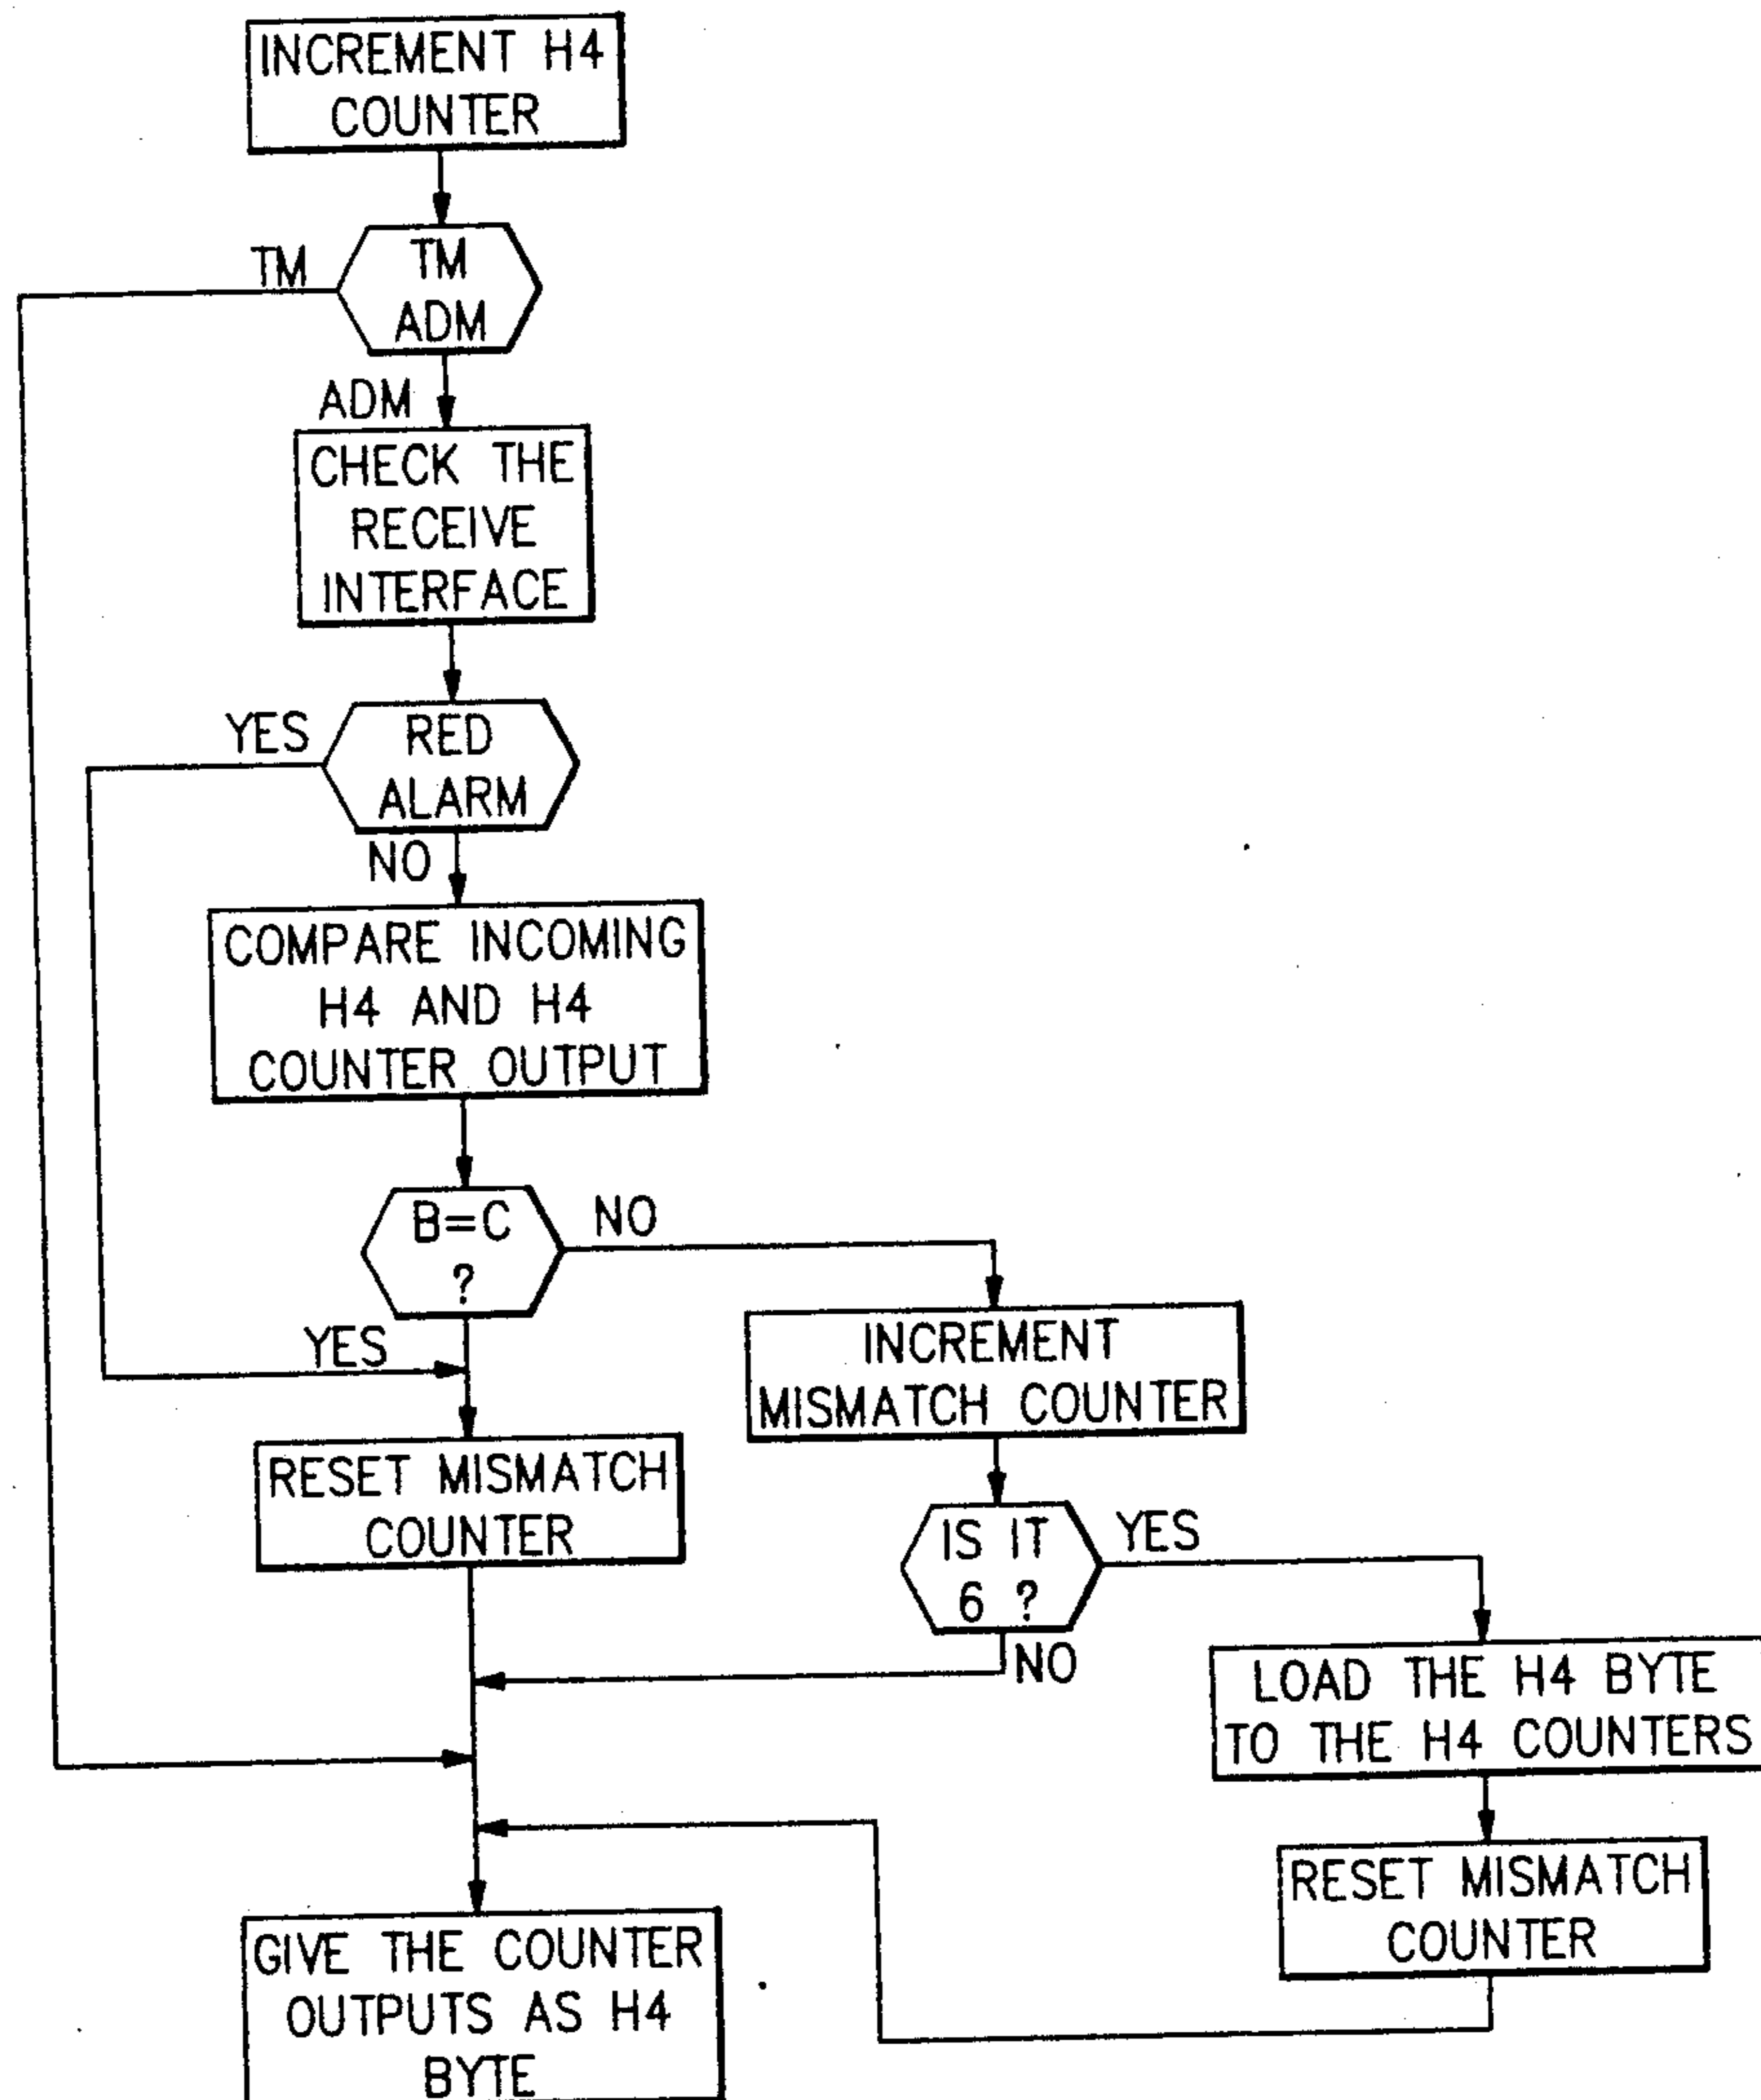 INCREMENT H4
COUNTER
TM
TM
ADM
ADM
CHECK THE
RECEIVE
INTERFACE
YES
RED
ALARM
NO
COMPARE INCOMING
H4 AND H4
COUNTER OUTPUT
B=C
?
NO
YES
INCREMENT
MISMATCH COUNTER
RESET MISMATCH
COUNTER
IS IT
6 ?
YES
NO
LOAD THE H4 BYTE
TO THE H4 COUNTERS
RESET MISMATCH
COUNTER
GIVE THE COUNTER
OUTPUTS AS H4
BYTE